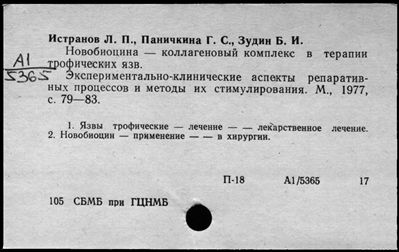 Истранов Л. П., Паничкина Г. С., Зудин Б. И.
Новобиоцина — коллагеновый комплекс в терапии
трофических язв.
А1
5365
Экспериментально-клинические аспекты репаратив-
ных процессов и методы их стимулирования. М., 1977,
с. 79—83.
1. Язвы трофические — лечение — — лекарственное лечение.
2. Новобиоцин — применение — — в хирургии.
П-18 А1/5365 17
105 СБМБ при ГЦНМБ